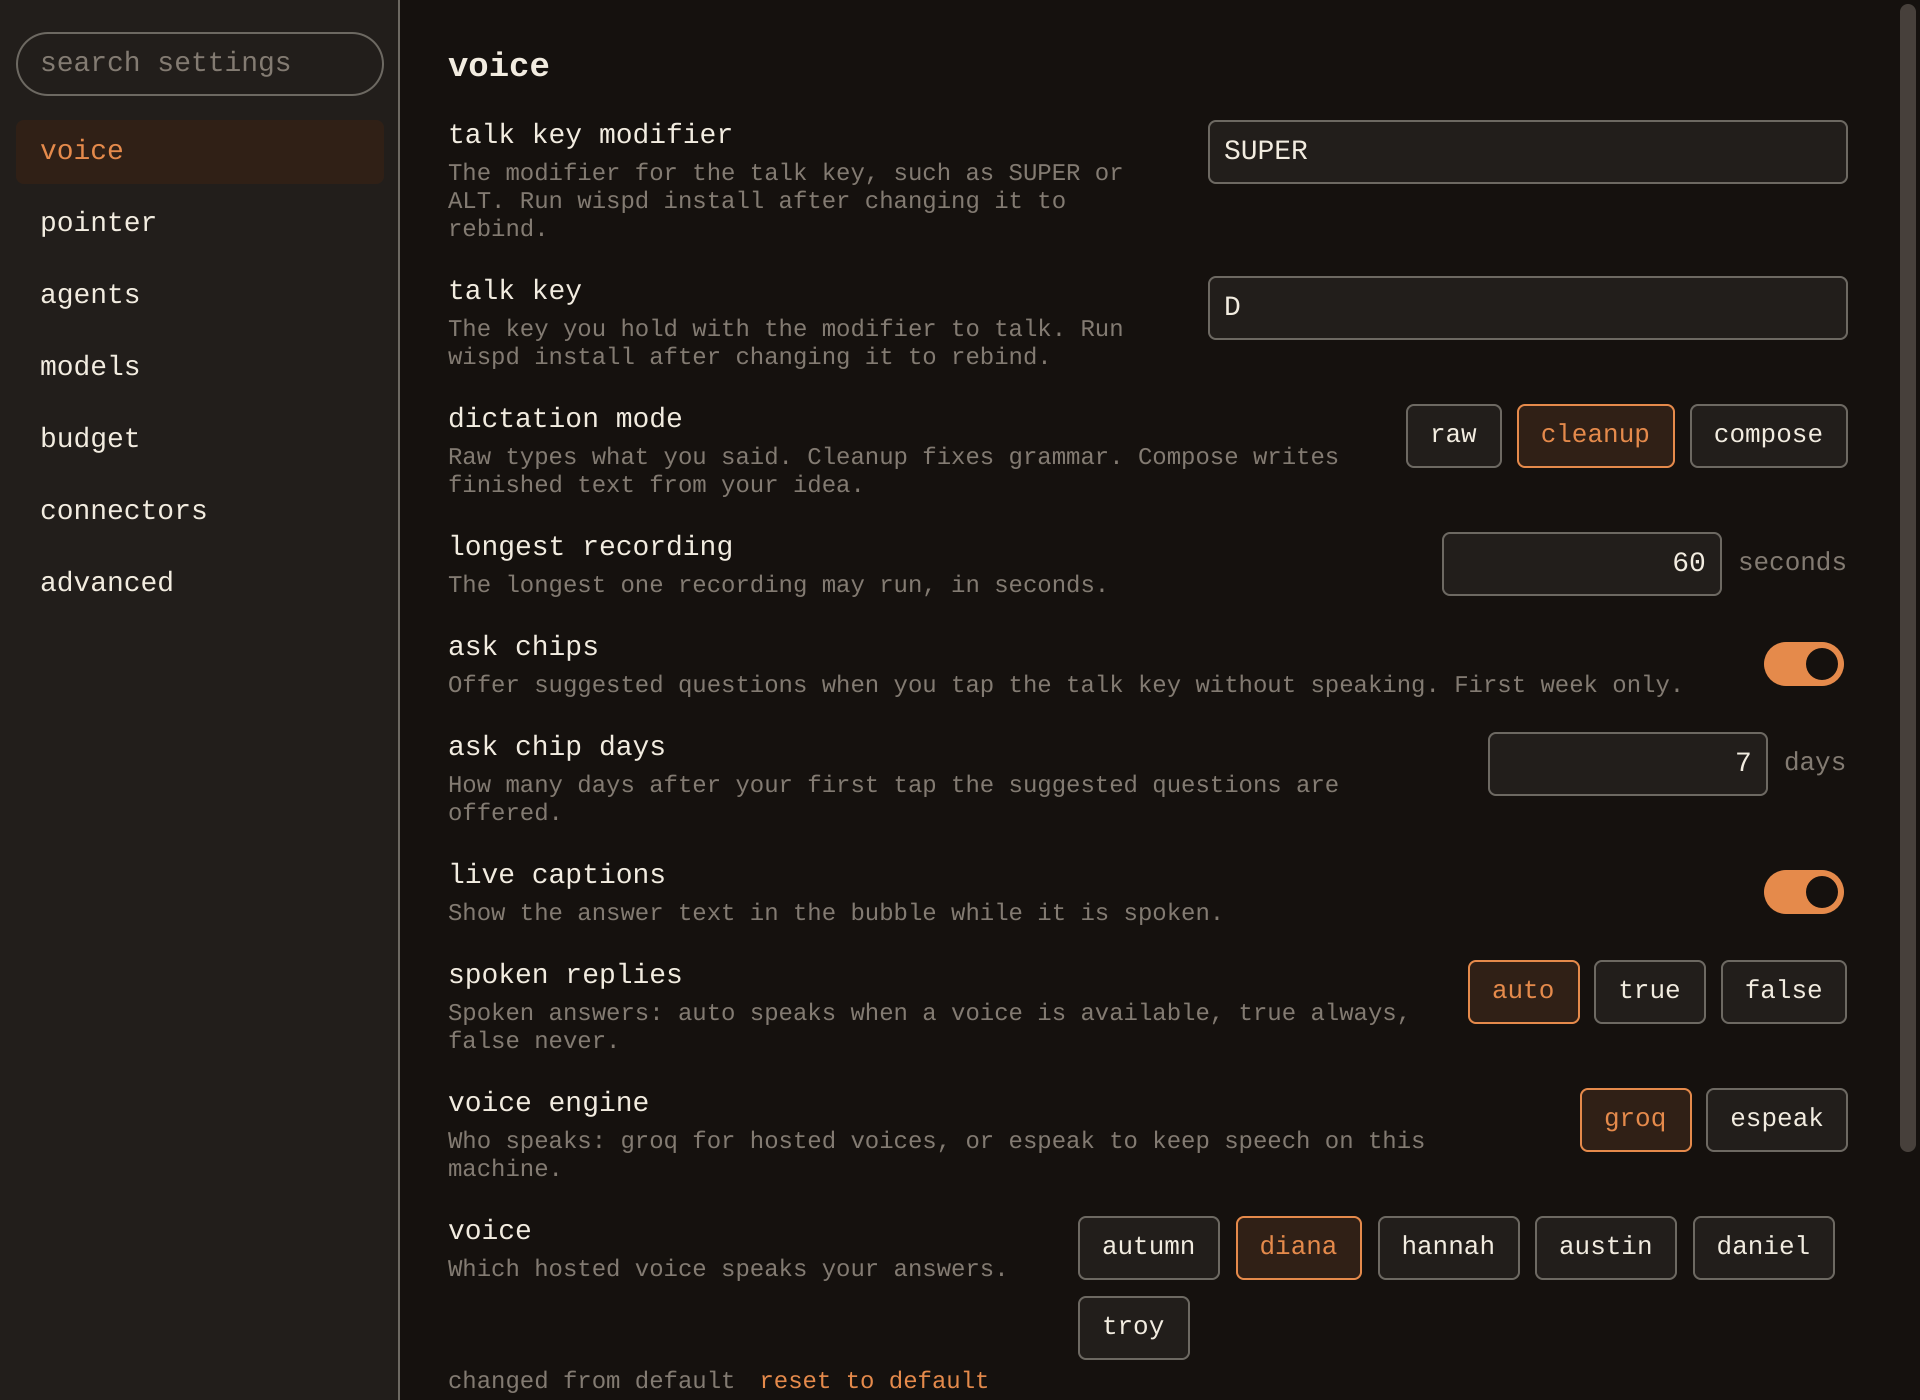 search settings
voice
pointer
agents
models
budget
connectors
advanced
voice
talk key modifier
The modifier for the talk key, such as SUPER or
ALT. Run wispd install after changing it to
rebind.
SUPER
talk key
The key you hold with the modifier to talk. Run
wispd install after changing it to rebind.
D
dictation mode
Raw types what you said. Cleanup fixes grammar. Compose writes
finished text from your idea.
raw cleanup compose
longest recording
The longest one recording may run, in seconds.
60 seconds
ask chips
Offer suggested questions when you tap the talk key without speaking. First week only.
ask chip days
How many days after your first tap the suggested questions are
offered.
7 days
live captions
Show the answer text in the bubble while it is spoken.
spoken replies
Spoken answers: auto speaks when a voice is available, true always,
false never.
auto true false
voice engine
Who speaks: groq for hosted voices, or espeak to keep speech on this
machine.
groq espeak
voice
Which hosted voice speaks your answers.
autumn diana hannah austin daniel
troy
changed from default reset to default